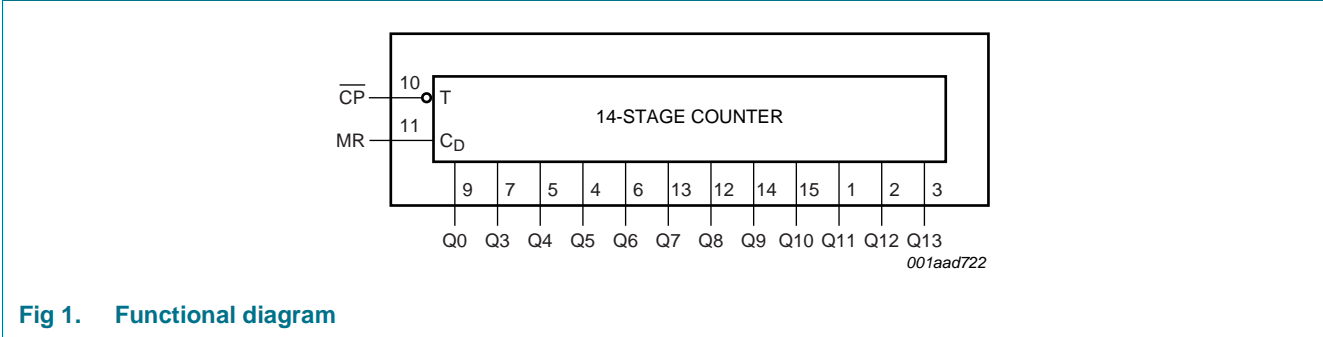 10
CP
T
14-STAGE COUNTER
11
MR
CD
9 7 5 4 6 13 12 14 15 1 2 3
Q0 Q3 Q4 Q5 Q6 Q7 Q8 Q9 Q10 Q11 Q12 Q13
001aad722
Fig 1. Functional diagram